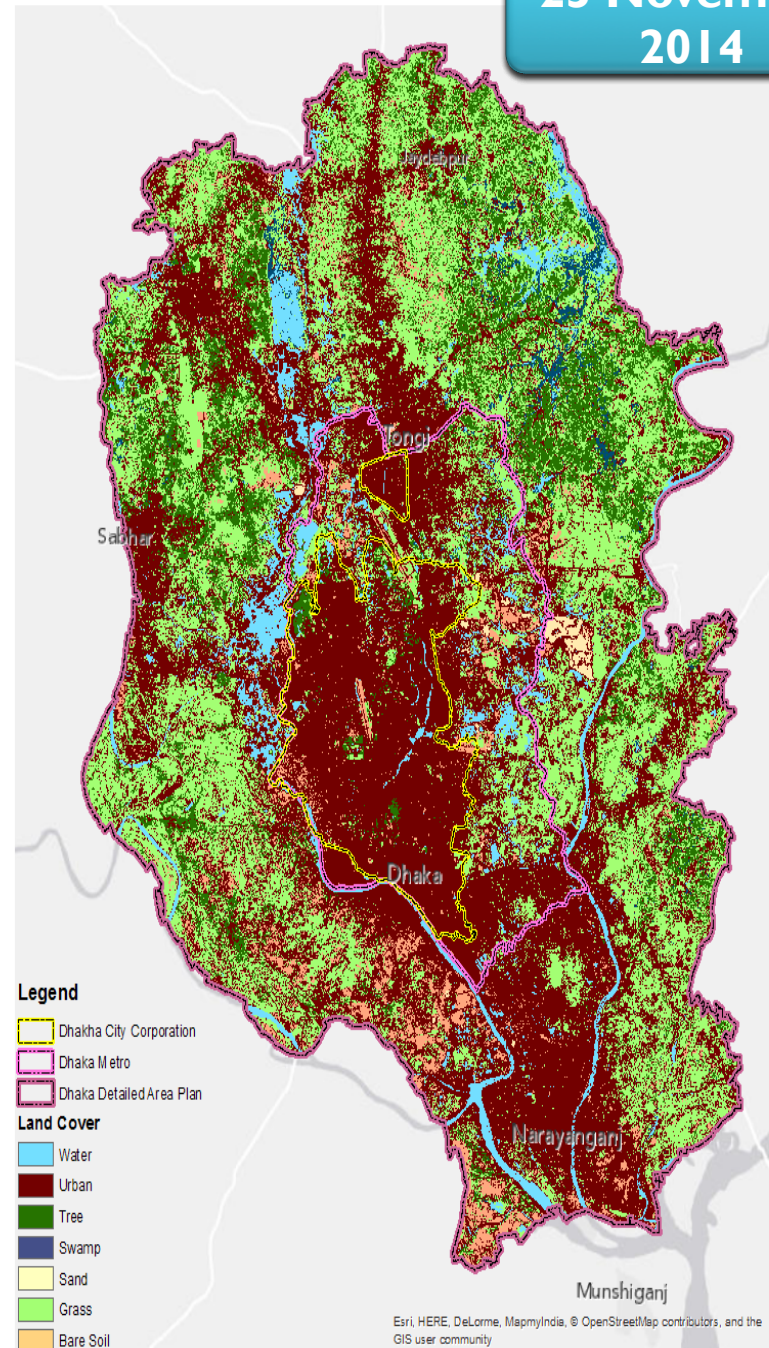 2014
Joydebpur
Tongi
Sabhar
Dhaka
Narayanganj
Munshiganj
Legend
Dhakha City Corporation
Dhaka Metro
Dhaka Detailed Area Plan
Land Cover
Water
Urban
Tree
Swamp
Sand
Grass
Bare Soil
Esri, HERE, DeLorme, MapmyIndia, © OpenStreetMap contributors, and the
GIS user community